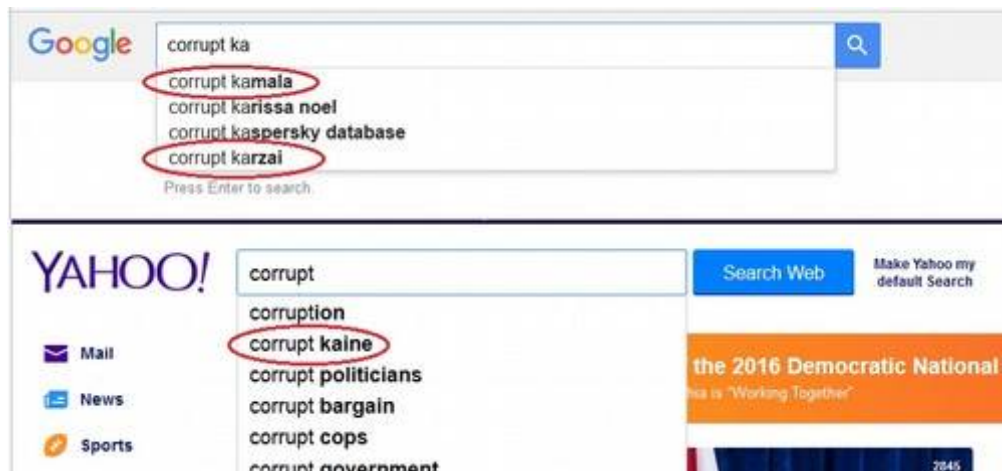 Google
corrupt ka
corrupt kamala
corrupt karissa noel
corrupt kaspersky database
corrupt karzai
Press Enter to search.
YAHOO!
corrupt
Search Web
Make Yahoo my
default Search
corruption
corrupt kaine
Mail
corrupt politicians
the 2016 Democratic National
is "Working Together"
News
corrupt bargain
Sports
corrupt cops
corrupt government
2845